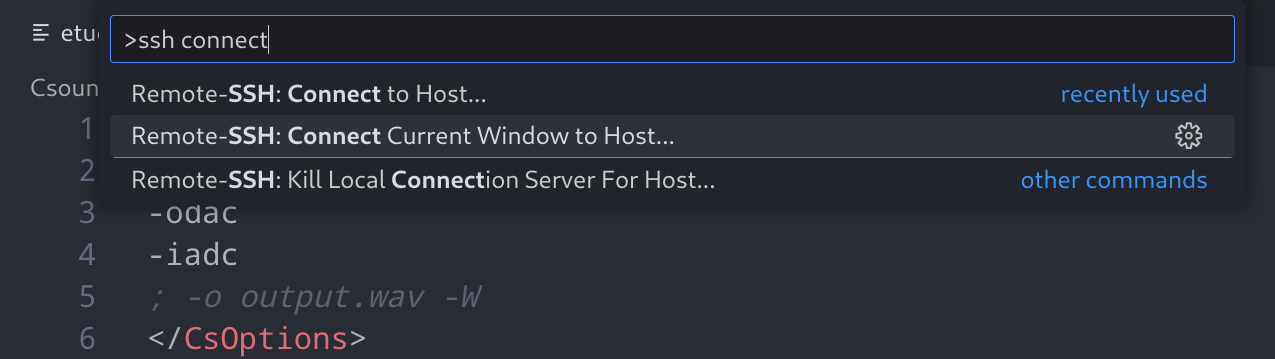 etu
>ssh connect
Remote-SSH: Connect to Host... recently used
Csoun
1
Remote-SSH: Connect Current Window to Host...
2
Remote-SSH: Kill Local Connection Server For Host... other commands
3 -odac
4 -iadc
5 ; -o output.wav -W
6 </CsOptions>